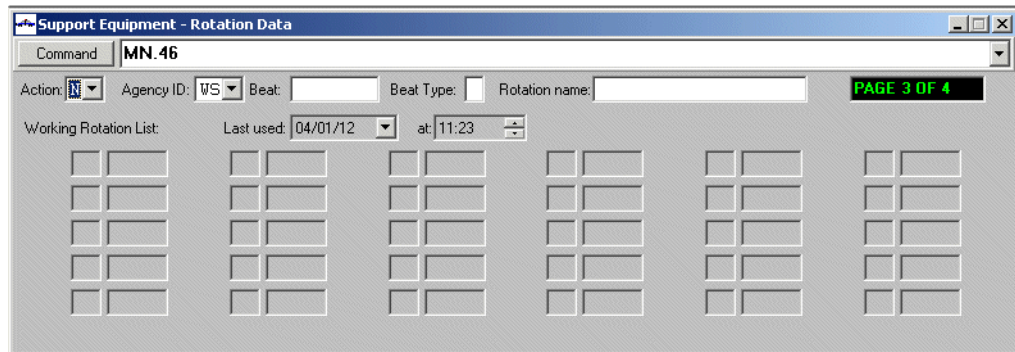 Support Equipment - Rotation Data
Command MN.46
Action: N Agency ID: WS Beat: Beat Type: Rotation name: PAGE 3 OF 4
Working Rotation List: Last used: 04/01/12 at: 11:23